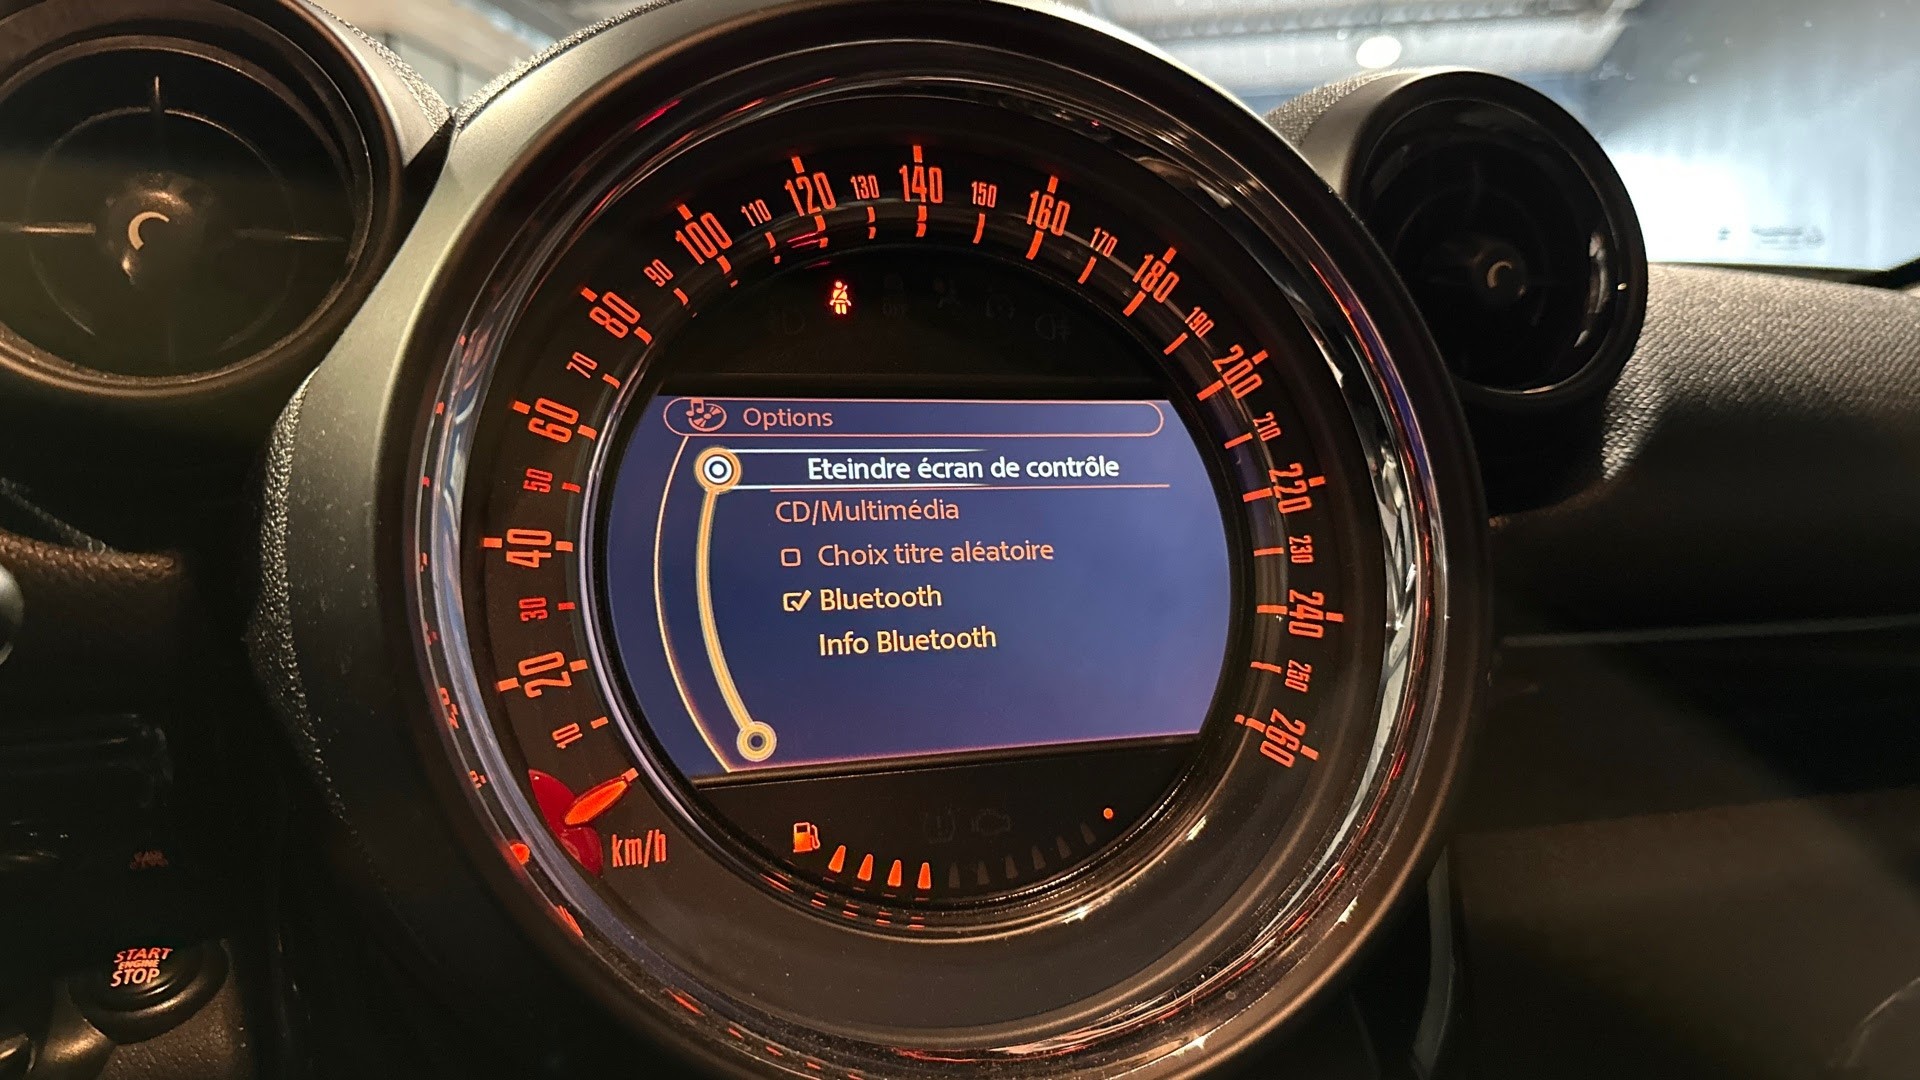 10
20
30
40
50
60
70
80
90
100
110
120
130
140
150
160
170
180
190
200
210
220
230
240
250
260
Options
Eteindre écran de contrôle
CD/Multimédia
Choix titre aléatoire
Bluetooth
Info Bluetooth
km/h
START
ENGINE
STOP